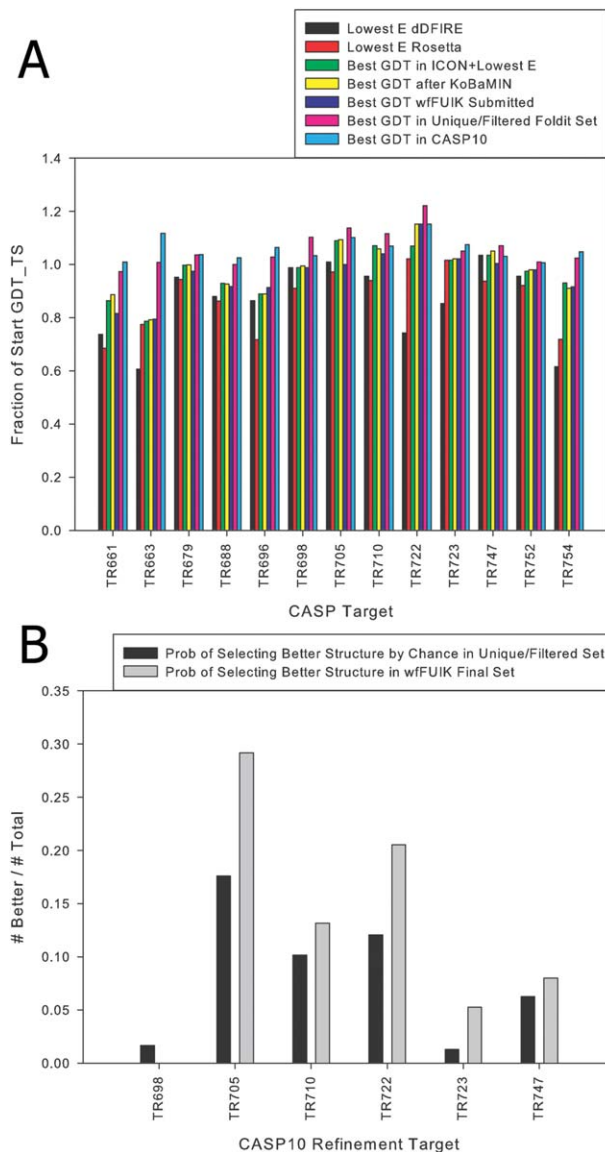 A
Lowest E dDFIRE
Lowest E Rosetta
Best GDT in ICON+Lowest E
Best GDT after KoBaMIN
Best GDT wfFUIK Submitted
Best GDT in Unique/Filtered Foldit Set
Best GDT in CASP10
Fraction of Start GDT_TS
1.4
1.2
1.0
0.8
0.6
0.4
0.2
0.0
TR661
TR663
TR679
TR688
TR696
TR698
TR705
TR710
TR722
TR723
TR747
TR752
TR754
CASP Target
B
Prob of Selecting Better Structure by Chance in Unique/Filtered Set
Prob of Selecting Better Structure in wfFUIK Final Set
# Better / # Total
0.35
0.30
0.25
0.20
0.15
0.10
0.05
0.00
TR698
TR705
TR710
TR722
TR723
TR747
CASP10 Refinement Target